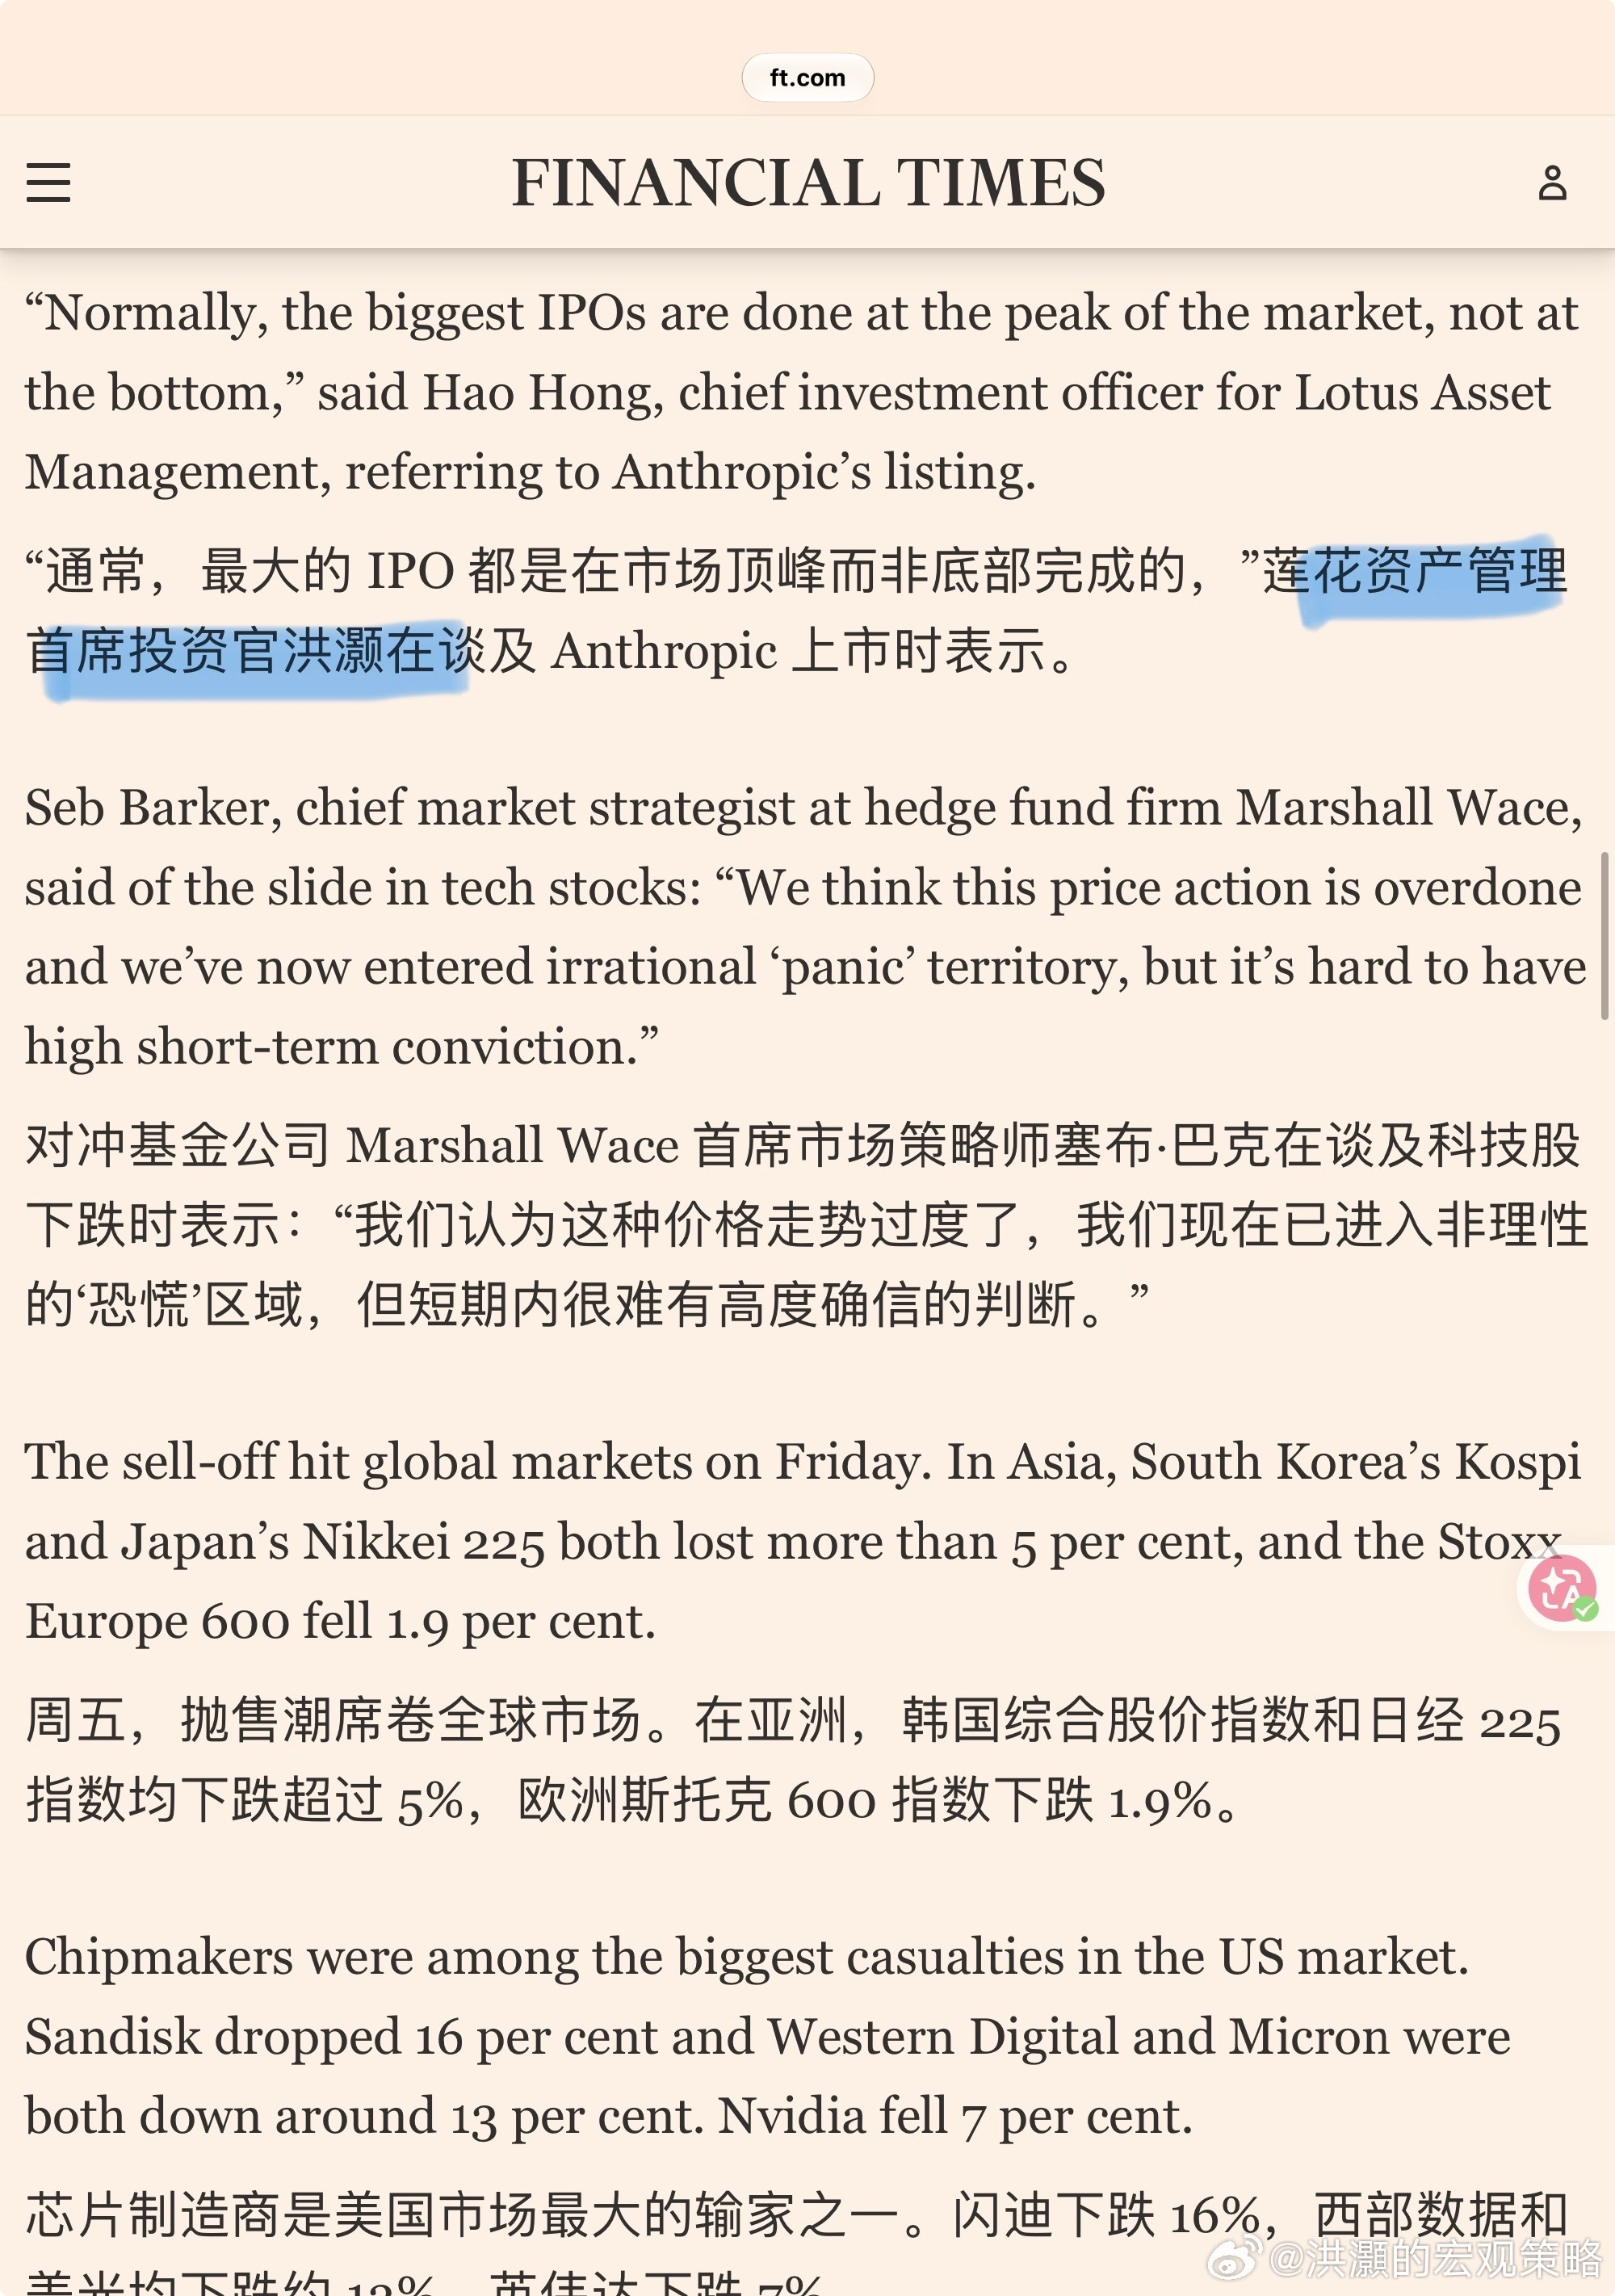 ft.com
FINANCIAL TIMES
“Normally, the biggest IPOs are done at the peak of the market, not at
the bottom,” said Hao Hong, chief investment officer for Lotus Asset
Management, referring to Anthropic’s listing.
“通常，最大的 IPO 都是在市场顶峰而非底部完成的，”莲花资产管理
首席投资官洪灏在谈及 Anthropic 上市时表示。
Seb Barker, chief market strategist at hedge fund firm Marshall Wace,
said of the slide in tech stocks: “We think this price action is overdone
and we’ve now entered irrational ‘panic’ territory, but it’s hard to have
high short-term conviction.”
对冲基金公司 Marshall Wace 首席市场策略师塞布·巴克在谈及科技股
下跌时表示：“我们认为这种价格走势过度了，我们现在已进入非理性
的‘恐慌’区域，但短期内很难有高度确信的判断。”
The sell-off hit global markets on Friday. In Asia, South Korea’s Kospi
and Japan’s Nikkei 225 both lost more than 5 per cent, and the Stoxx
Europe 600 fell 1.9 per cent.
周五，抛售潮席卷全球市场。在亚洲，韩国综合股价指数和日经 225
指数均下跌超过 5%，欧洲斯托克 600 指数下跌 1.9%。
Chipmakers were among the biggest casualties in the US market.
Sandisk dropped 16 per cent and Western Digital and Micron were
both down around 13 per cent. Nvidia fell 7 per cent.
芯片制造商是美国市场最大的输家之一。闪迪下跌 16%，西部数据和
美光均下跌约 13%，英伟达下跌 7%
@洪灝的宏观策略